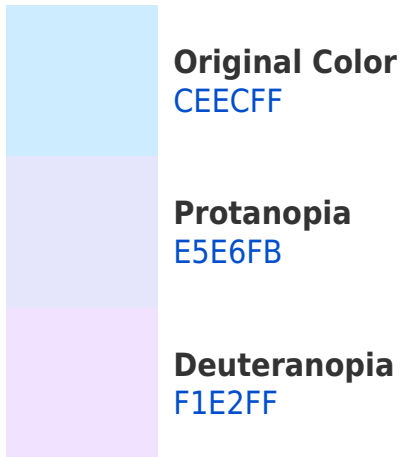 Original Color
CEECFF
Protanopia
E5E6FB
Deuteranopia
F1E2FF